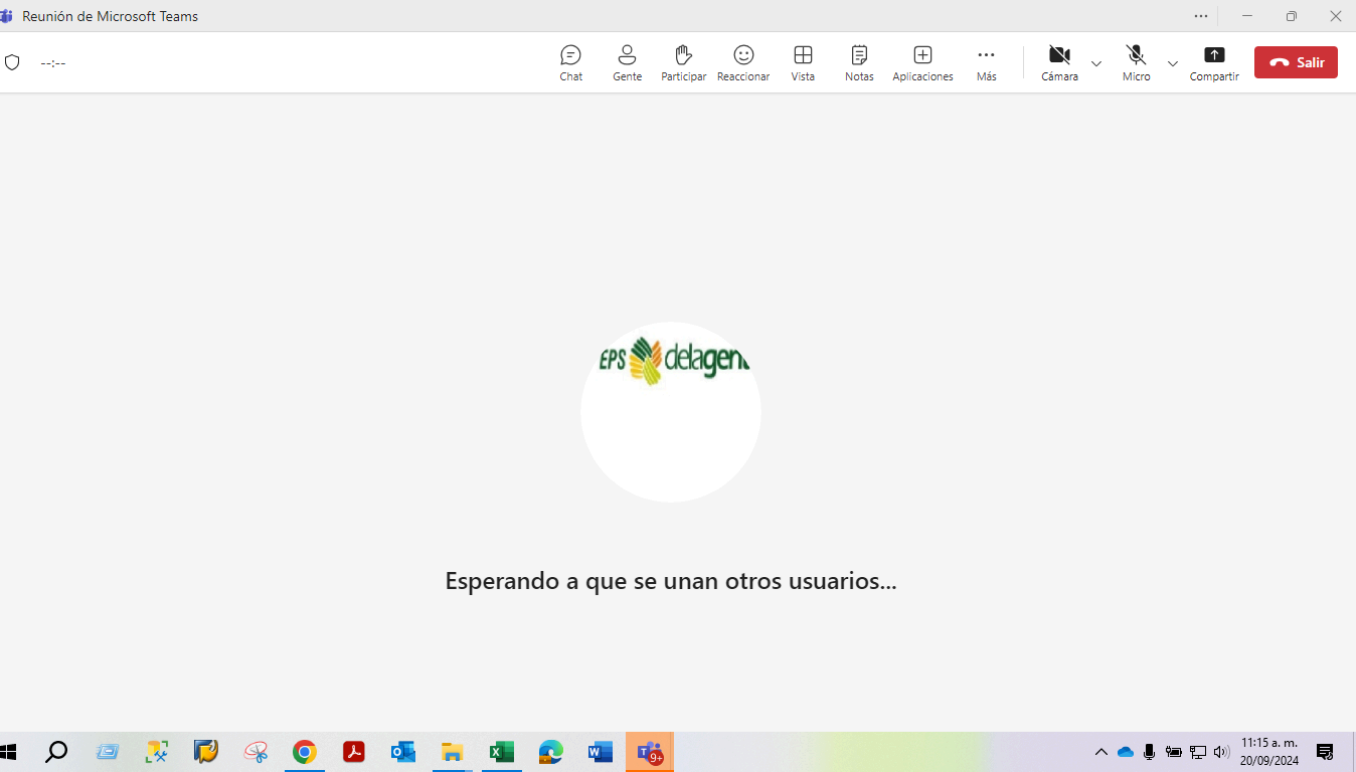 Reunión de Microsoft Teams
--:--
Chat Gente Participar Reaccionar Vista Notas Aplicaciones Más Cámara Micro Compartir Salir
EPS delagen
Esperando a que se unan otros usuarios...
9+
11:15 a. m.
20/09/2024